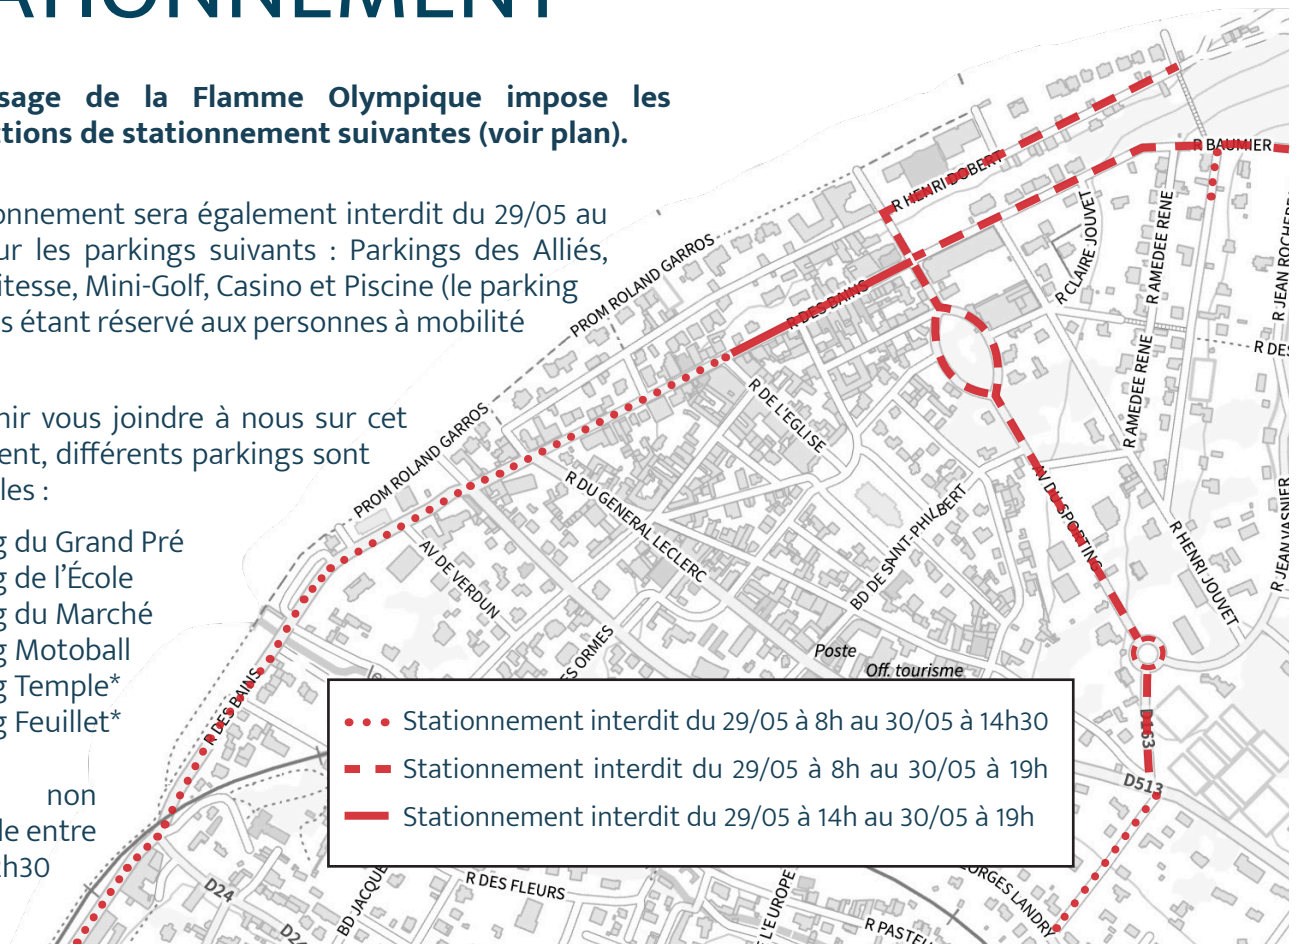 ATIONNEMENT
sage de la Flamme Olympique impose les
ctions de stationnement suivantes (voir plan).
onnement sera également interdit du 29/05 au
ur les parkings suivants : Parkings des Alliés,
itesse, Mini-Golf, Casino et Piscine (le parking
s étant réservé aux personnes à mobilité
nir vous joindre à nous sur cet
ent, différents parkings sont
les :
g du Grand Pré
g de l'École
g du Marché
g Motoball
g Temple*
g Feuillet*
non
le entre
h30
R BAUMIER
R HENRI DOBERT
R CLAIRE JOUVET
R AMEDEE RENE
R JEAN ROCHERE
PROM ROLAND GARROS
R DES BAINS
R DES
R AMEDEE RENE
R DE L'EGLISE
PROM ROLAND GARROS
R DU GENERAL LECLERC
AV DU SPORTING
BD DE SAINT-PHILBERT
R HENRI JOUVET
R JEAN VASNIER
AV DE VERDUN
ES ORMES
Poste
Off. tourisme
R DES BAINS
D163
D513
Stationnement interdit du 29/05 à 8h au 30/05 à 14h30
Stationnement interdit du 29/05 à 8h au 30/05 à 19h
Stationnement interdit du 29/05 à 14h au 30/05 à 19h
D24
D24
BD JACQUE
R DES FLEURS
L'EUROPE
R PASTEU
ORGES LANDRY